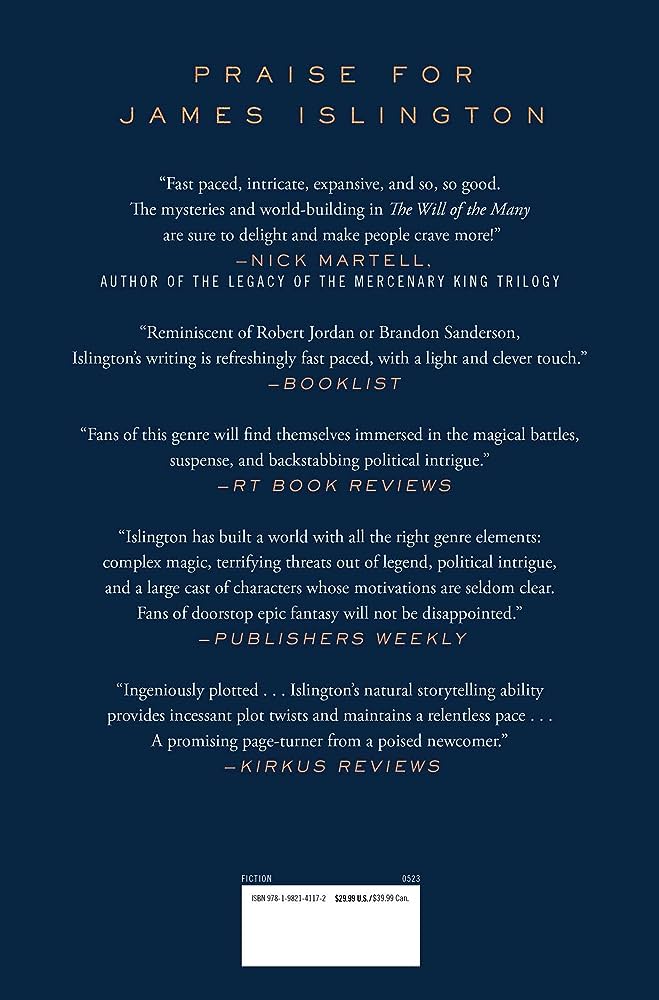 PRAISE FOR
JAMES ISLINGTON
“Fast paced, intricate, expansive, and so, so good.
The mysteries and world-building in The Will of the Many
are sure to delight and make people crave more!”
—NICK MARTELL,
AUTHOR OF THE LEGACY OF THE MERCENARY KING TRILOGY
“Reminiscent of Robert Jordan or Brandon Sanderson,
Islington’s writing is refreshingly fast paced, with a light and clever touch.”
—BOOKLIST
“Fans of this genre will find themselves immersed in the magical battles,
suspense, and backstabbing political intrigue.”
—RT BOOK REVIEWS
“Islington has built a world with all the right genre elements:
complex magic, terrifying threats out of legend, political intrigue,
and a large cast of characters whose motivations are seldom clear.
Fans of doorstop epic fantasy will not be disappointed.”
—PUBLISHERS WEEKLY
“Ingeniously plotted . . . Islington’s natural storytelling ability
provides incessant plot twists and maintains a relentless pace . . .
A promising page-turner from a poised newcomer.”
—KIRKUS REVIEWS
FICTION 0523
ISBN 978-1-9821-4117-2 $29.99 U.S./$39.99 Can.